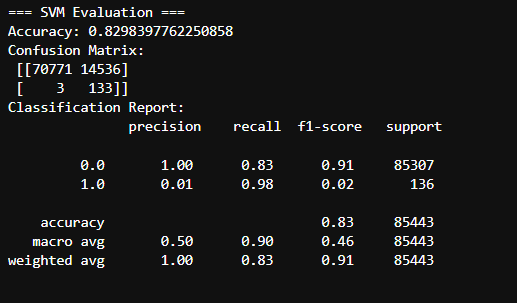 === SVM Evaluation ===
Accuracy: 0.8298397762250858
Confusion Matrix:
 [[70771 14536]
 [    3   133]]
Classification Report:
              precision    recall  f1-score   support

         0.0       1.00      0.83      0.91     85307
         1.0       0.01      0.98      0.02       136

    accuracy                           0.83     85443
   macro avg       0.50      0.90      0.46     85443
weighted avg       1.00      0.83      0.91     85443